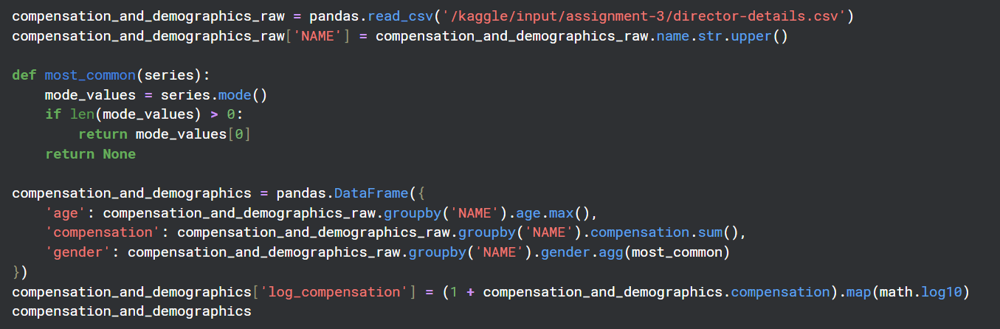 compensation_and_demographics_raw = pandas.read_csv('/kaggle/input/assignment-3/director-details.csv')
compensation_and_demographics_raw['NAME'] = compensation_and_demographics_raw.name.str.upper()

def most_common(series):
    mode_values = series.mode()
    if len(mode_values) > 0:
        return mode_values[0]
    return None

compensation_and_demographics = pandas.DataFrame({
    'age': compensation_and_demographics_raw.groupby('NAME').age.max(),
    'compensation': compensation_and_demographics_raw.groupby('NAME').compensation.sum(),
    'gender': compensation_and_demographics_raw.groupby('NAME').gender.agg(most_common)
})
compensation_and_demographics['log_compensation'] = (1 + compensation_and_demographics.compensation).map(math.log10)
compensation_and_demographics